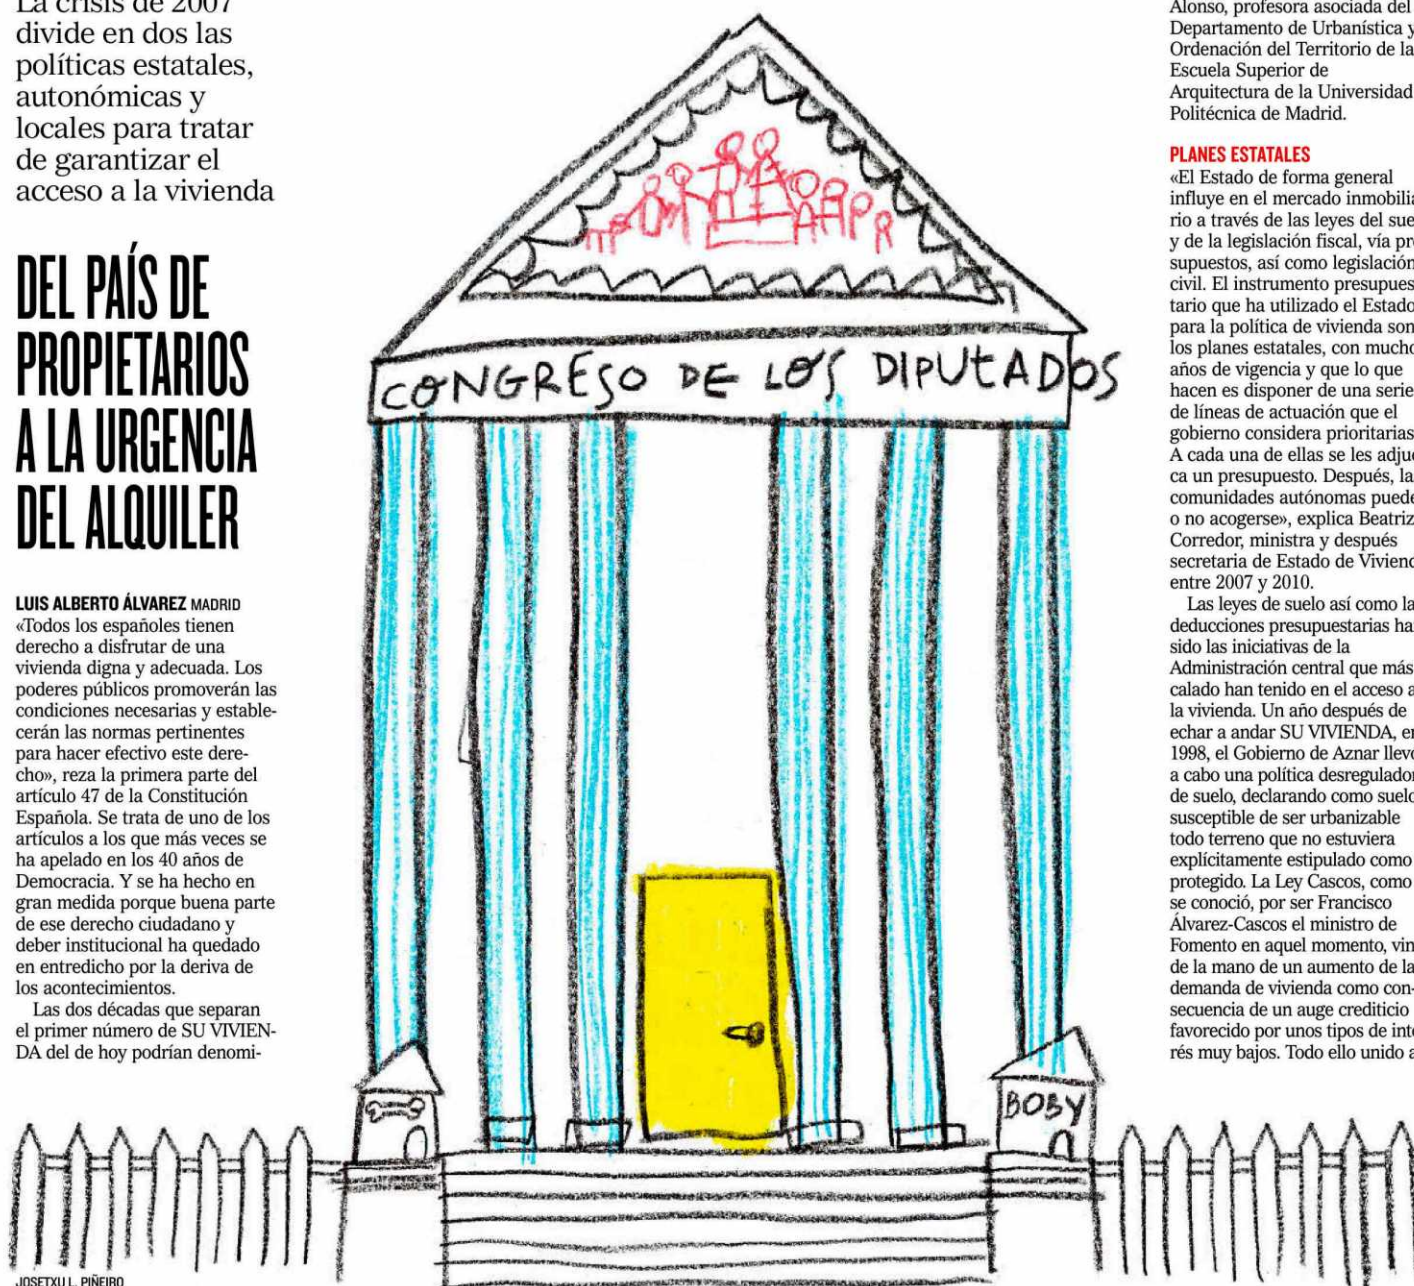 La crisis de 2007
divide en dos las
políticas estatales,
autonómicas y
locales para tratar
de garantizar el
acceso a la vivienda
DEL PAÍS DE
PROPIETARIOS
A LA URGENCIA
DEL ALQUILER
LUIS ALBERTO ÁLVAREZ MADRID
«Todos los españoles tienen
derecho a disfrutar de una
vivienda digna y adecuada. Los
poderes públicos promoverán las
condiciones necesarias y estable-
cerán las normas pertinentes
para hacer efectivo este dere-
cho», reza la primera parte del
artículo 47 de la Constitución
Española. Se trata de uno de los
artículos a los que más veces se
ha apelado en los 40 años de
Democracia. Y se ha hecho en
gran medida porque buena parte
de ese derecho ciudadano y
deber institucional ha quedado
en entredicho por la deriva de
los acontecimientos.
Las dos décadas que separan
el primer número de SU VIVIEN-
DA del de hoy podrían denomi-
JOSETXU L. PIÑEIRO
CONGRESO DE LOS DIPUTADOS
BOBY
Alonso, profesora asociada del
Departamento de Urbanística y
Ordenación del Territorio de la
Escuela Superior de
Arquitectura de la Universidad
Politécnica de Madrid.
PLANES ESTATALES
«El Estado de forma general
influye en el mercado inmobilia
rio a través de las leyes del sue
y de la legislación fiscal, vía pre
supuestos, así como legislación
civil. El instrumento presupues
tario que ha utilizado el Estado
para la política de vivienda son
los planes estatales, con mucho
años de vigencia y que lo que
hacen es disponer de una serie
de líneas de actuación que el
gobierno considera prioritarias
A cada una de ellas se les adjud
ca un presupuesto. Después, la
comunidades autónomas puede
o no acogerse», explica Beatriz
Corredor, ministra y después
secretaria de Estado de Viviend
entre 2007 y 2010.
Las leyes de suelo así como la
deducciones presupuestarias ha
sido las iniciativas de la
Administración central que más
calado han tenido en el acceso a
la vivienda. Un año después de
echar a andar SU VIVIENDA, en
1998, el Gobierno de Aznar llevó
a cabo una política desregulador
de suelo, declarando como suelo
susceptible de ser urbanizable
todo terreno que no estuviera
explícitamente estipulado como
protegido. La Ley Cascos, como
se conoció, por ser Francisco
Álvarez-Cascos el ministro de
Fomento en aquel momento, vin
de la mano de un aumento de la
demanda de vivienda como con-
secuencia de un auge crediticio
favorecido por unos tipos de inte
rés muy bajos. Todo ello unido a